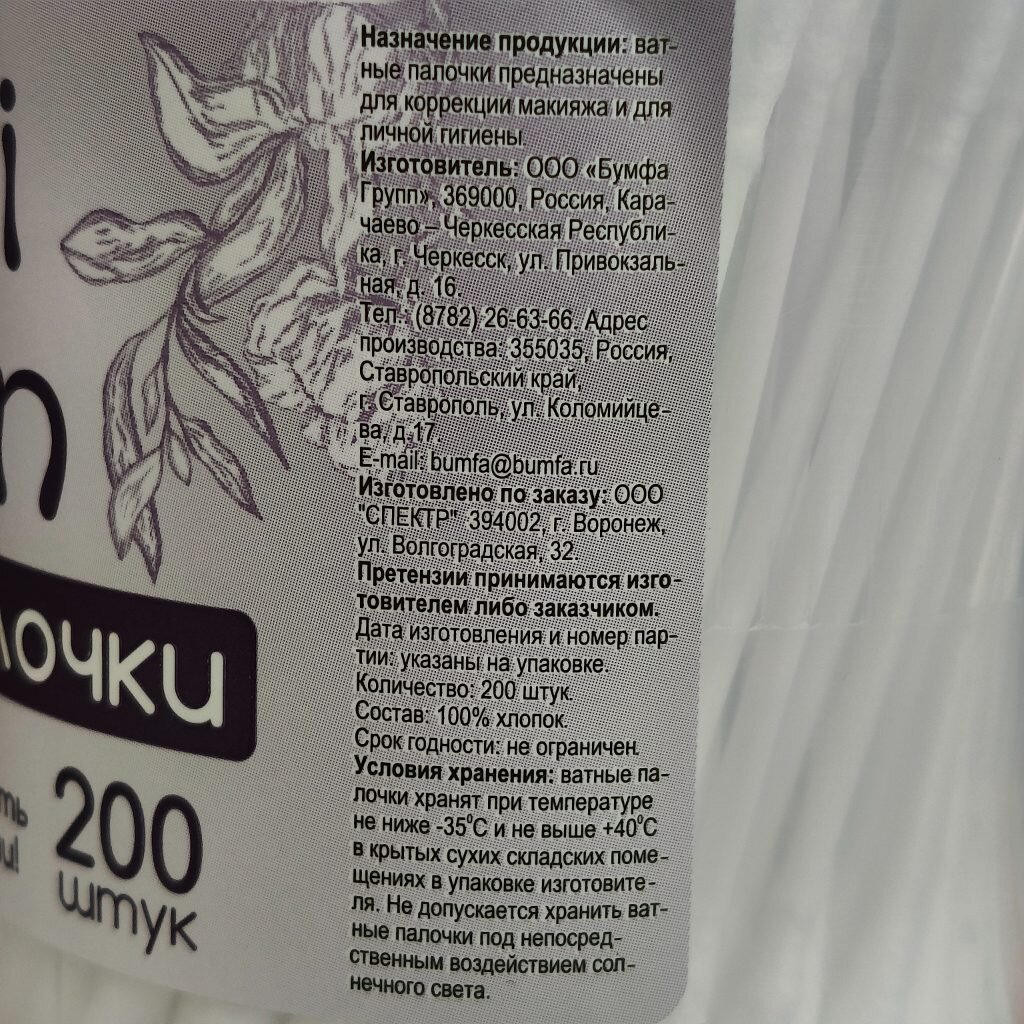 Назначение продукции: ват-
ные палочки предназначены
для коррекции макияжа и для
личной гигиены.
Изготовитель: ООО «Бумфа
Групп», 369000, Россия, Кара-
чаево – Черкесская Республи-
ка, г. Черкесск, ул. Привокзаль-
ная, д. 16.
Тел.: (8782) 26-63-66. Адрес
производства: 355035, Россия,
Ставропольский край,
г. Ставрополь, ул. Коломийце-
ва, д.17.
E-mail: bumfa@bumfa.ru
Изготовлено по заказу: ООО
"СПЕКТР" 394002, г. Воронеж,
ул. Волгоградская, 32.
Претензии принимаются изго-
товителем либо заказчиком.
Дата изготовления и номер пар-
тии: указаны на упаковке.
Количество: 200 штук.
Состав: 100% хлопок.
Срок годности: не ограничен.
Условия хранения: ватные па-
лочки хранят при температуре
не ниже -35⁰С и не выше +40⁰С
в крытых сухих складских поме-
щениях в упаковке изготовите-
ля. Не допускается хранить ват-
ные палочки под непосред-
ственным воздействием сол-
нечного света.
i
n
лочки
200
штук